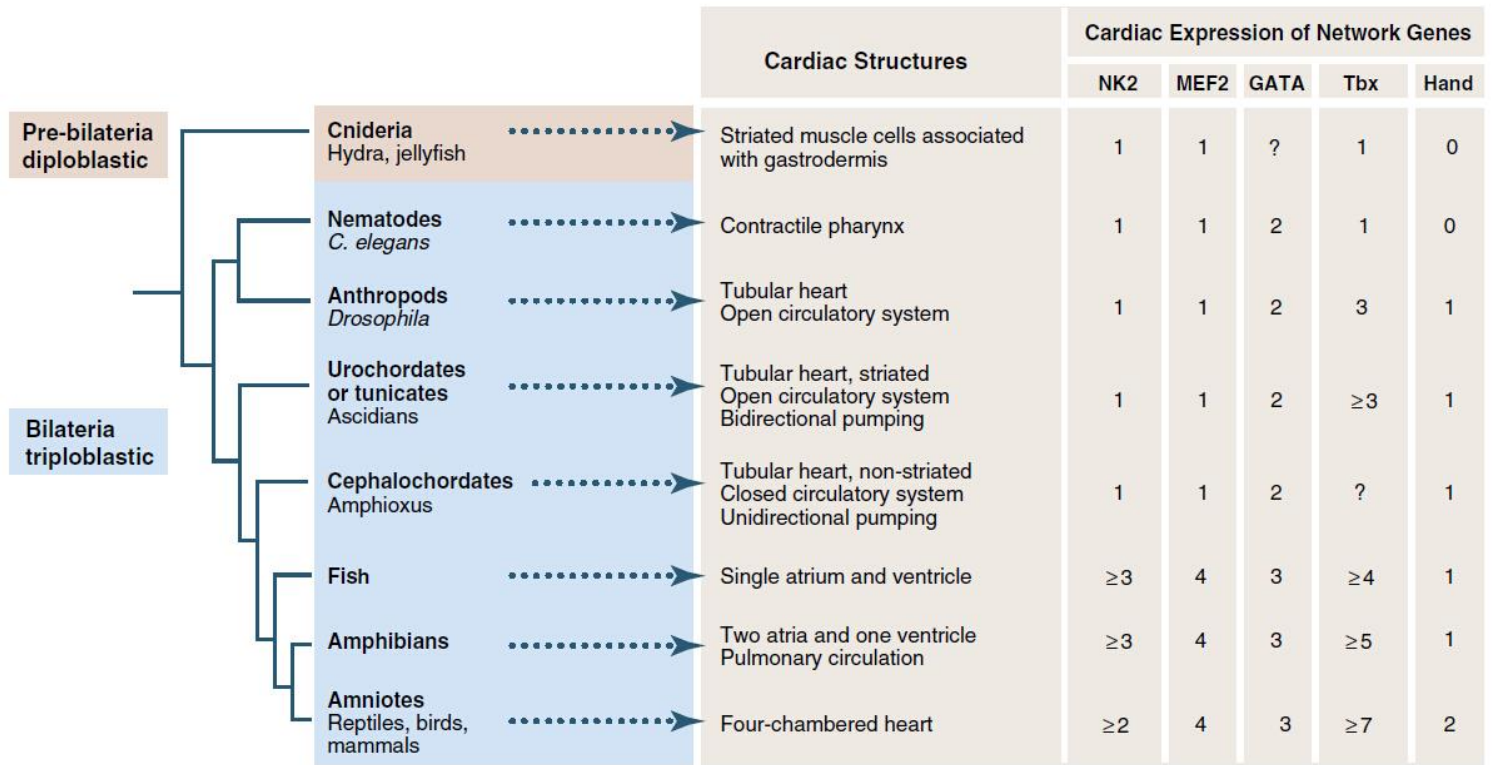 Cardiac Structures
Cardiac Expression of Network Genes
NK2 MEF2 GATA Tbx Hand
Pre-bilateria
diploblastic
Cnideria
Hydra, jellyfish
Striated muscle cells associated
with gastrodermis
1 1 ? 1 0
Nematodes
C. elegans
Contractile pharynx
1 1 2 1 0
Anthropods
Drosophila
Tubular heart
Open circulatory system
1 1 2 3 1
Urochordates
or tunicates
Ascidians
Tubular heart, striated
Open circulatory system
Bidirectional pumping
1 1 2 ≥3 1
Bilateria
triploblastic
Cephalochordates
Amphioxus
Tubular heart, non-striated
Closed circulatory system
Unidirectional pumping
1 1 2 ? 1
Fish
Single atrium and ventricle
≥3 4 3 ≥4 1
Amphibians
Two atria and one ventricle
Pulmonary circulation
≥3 4 3 ≥5 1
Amniotes
Reptiles, birds,
mammals
Four-chambered heart
≥2 4 3 ≥7 2